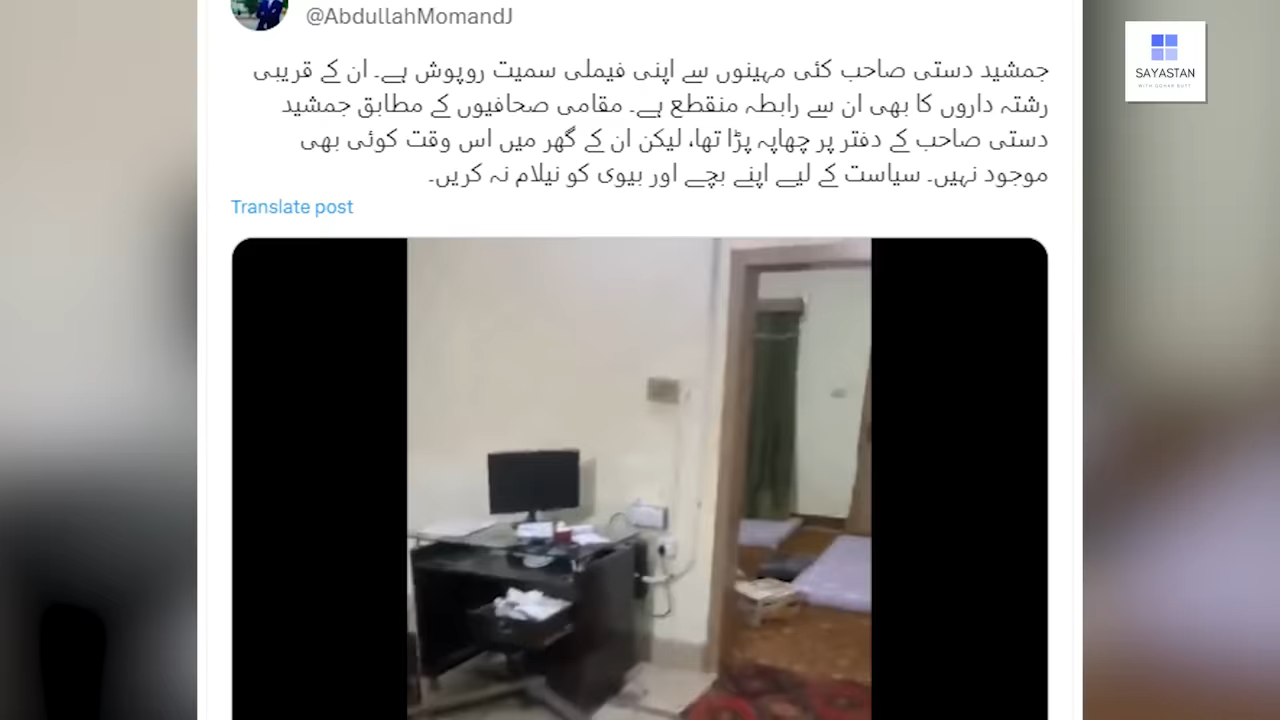 @AbdullahMomandJ
جمشید دستی صاحب کئی مہینوں سے اپنی فیملی سمیت روپوش ہے۔ ان کے قریبی
رشتہ داروں کا بھی ان سے رابطہ منقطع ہے۔ مقامی صحافیوں کے مطابق جمشید
دستی صاحب کے دفتر پر چھاپہ پڑا تھا، لیکن ان کے گھر میں اس وقت کوئی بھی
موجود نہیں۔ سیاست کے لیے اپنے بچے اور بیوی کو نیلام نہ کریں۔
Translate post
SAYASTAN
WITH GOHAR BUTT